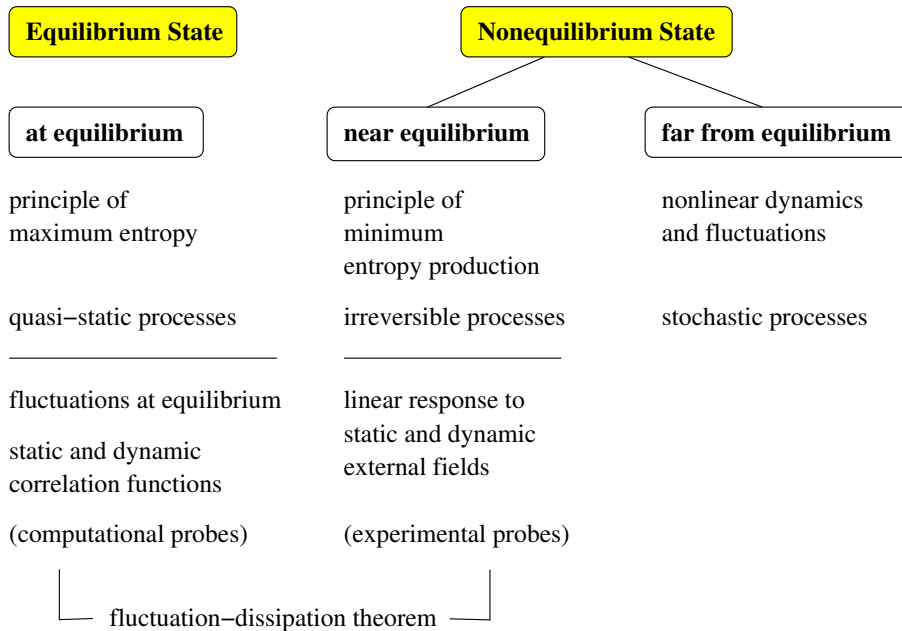 Equilibrium State
Nonequilibrium State
at equilibrium
near equilibrium
far from equilibrium
principle of
maximum entropy
principle of
minimum
entropy production
nonlinear dynamics
and fluctuations
quasi−static processes
irreversible processes
stochastic processes
fluctuations at equilibrium
static and dynamic
correlation functions
(computational probes)
linear response to
static and dynamic
external fields
(experimental probes)
fluctuation−dissipation theorem